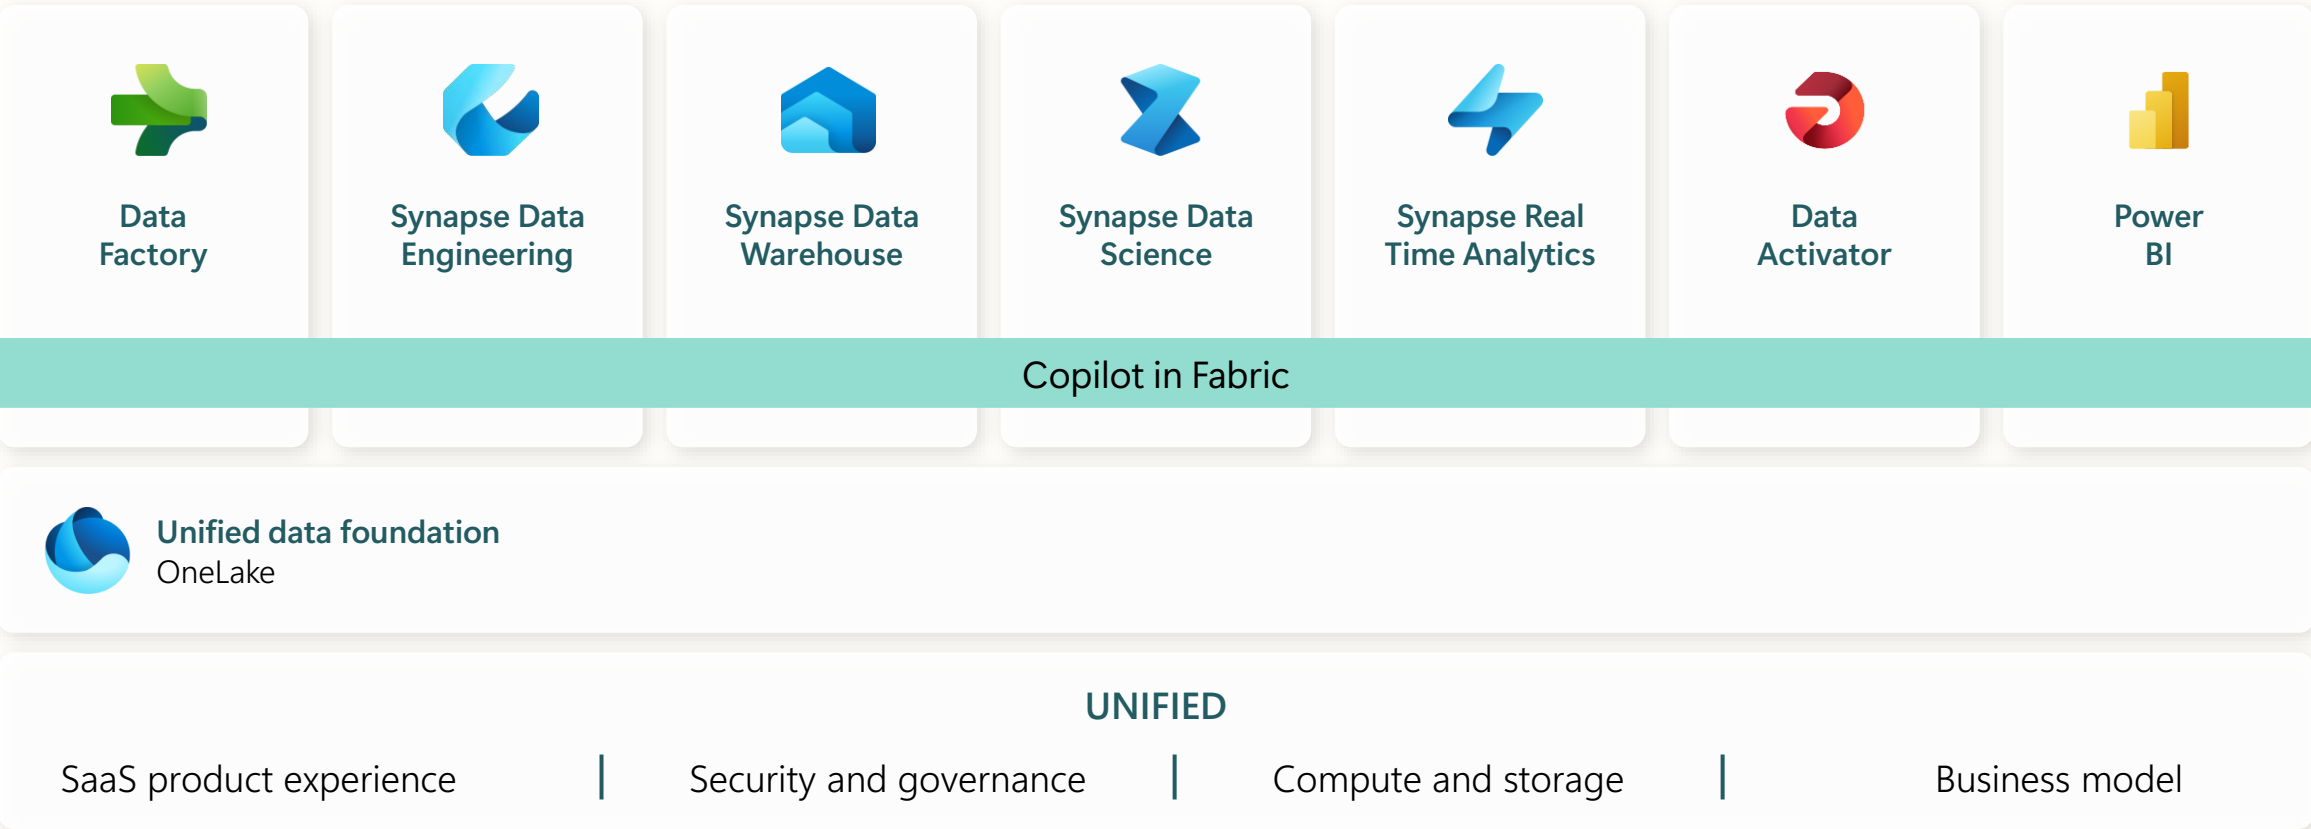 Data
Factory
Synapse Data
Engineering
Synapse Data
Warehouse
Synapse Data
Science
Synapse Real
Time Analytics
Data
Activator
Power
BI
Copilot in Fabric
Unified data foundation
OneLake
UNIFIED
SaaS product experience
Security and governance
Compute and storage
Business model